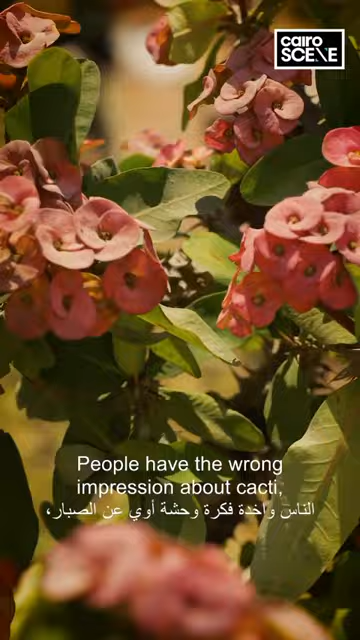 cairo
SCENE
People have the wrong
impression about cacti,
الناس واخدة فكرة وحشة أوي عن الصبار،